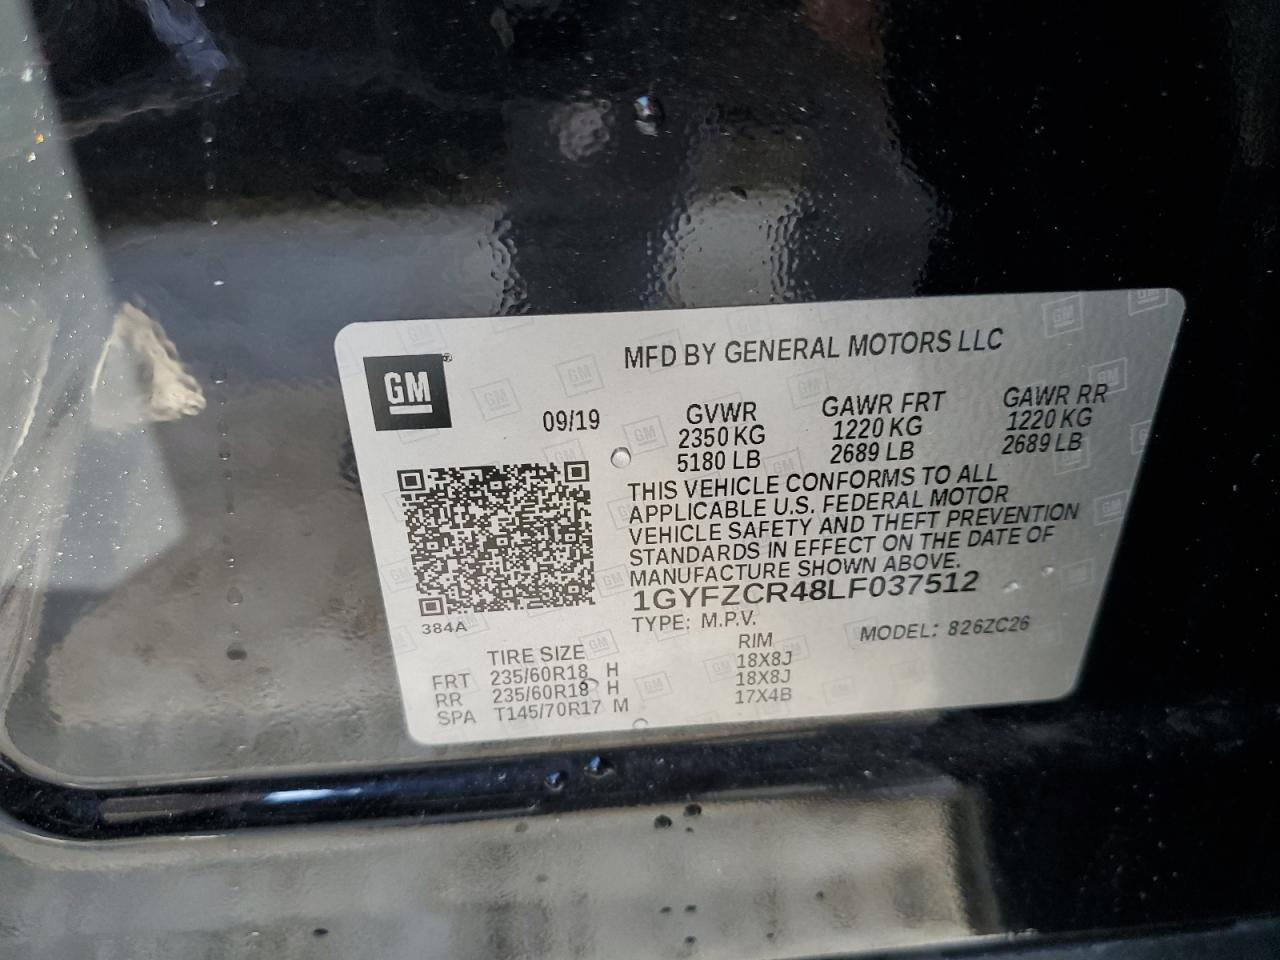 GM
MFD BY GENERAL MOTORS LLC
09/19
GVWR GAWR FRT GAWR RR
2350 KG 1220 KG 1220 KG
5180 LB 2689 LB 2689 LB
THIS VEHICLE CONFORMS TO ALL
APPLICABLE U.S. FEDERAL MOTOR
VEHICLE SAFETY AND THEFT PREVENTION
STANDARDS IN EFFECT ON THE DATE OF
MANUFACTURE SHOWN ABOVE.
1GYFZCR48LF037512
384A
TYPE: M.P.V. MODEL: 826ZC26
TIRE SIZE RIM
FRT 235/60R18 H 18X8J
RR 235/60R18 H 18X8J
SPA T145/70R17 M 17X4B